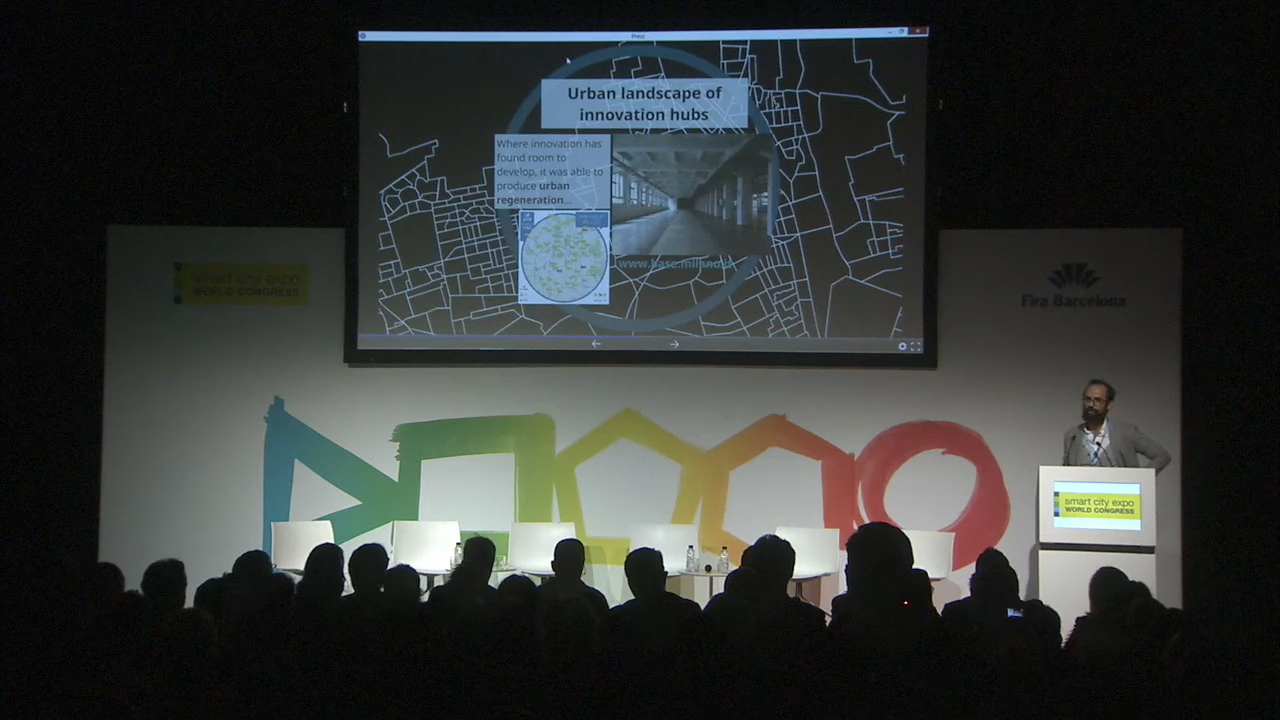 Prezi
Urban landscape of
innovation hubs
Where innovation has
found room to
develop, it was able to
produce urban
regeneration...
www.base.milano.it
smart city expo
WORLD CONGRESS
Fira Barcelona
smart city expo
WORLD CONGRESS